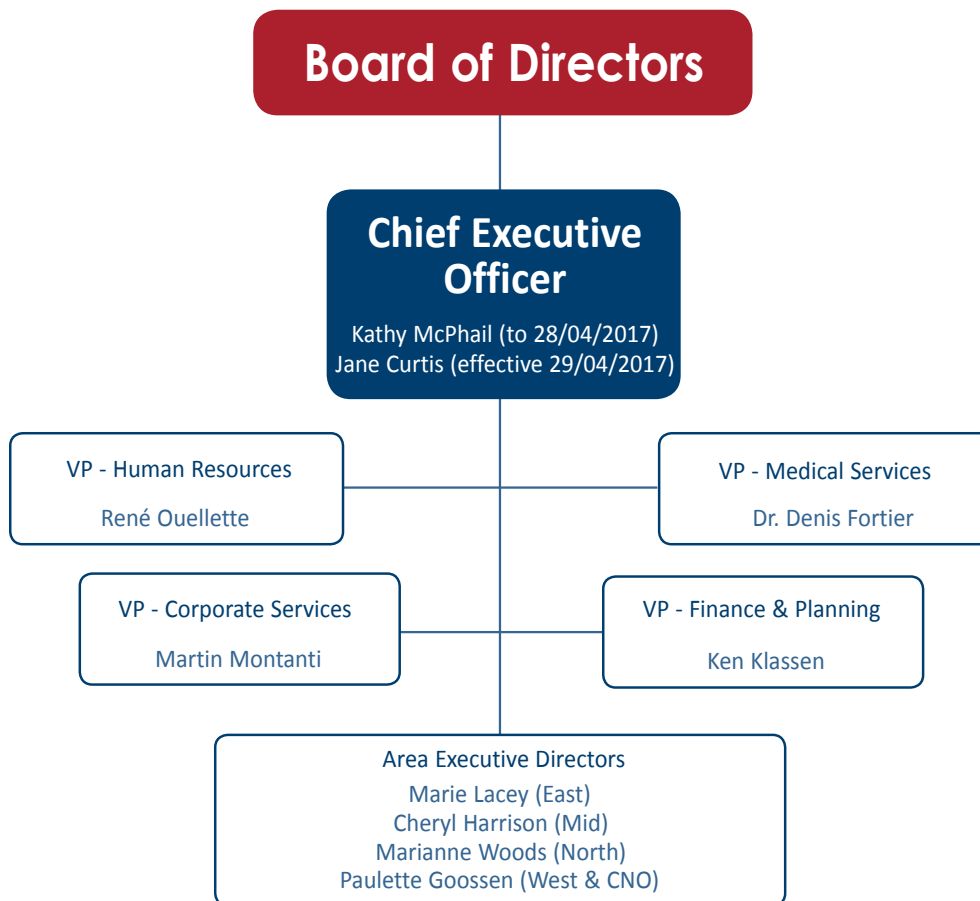 Board of Directors
Chief Executive
Officer
Kathy McPhail (to 28/04/2017)
Jane Curtis (effective 29/04/2017)
VP - Human Resources
René Ouellette
VP - Medical Services
Dr. Denis Fortier
VP - Corporate Services
Martin Montanti
VP - Finance & Planning
Ken Klassen
Area Executive Directors
Marie Lacey (East)
Cheryl Harrison (Mid)
Marianne Woods (North)
Paulette Goossen (West & CNO)